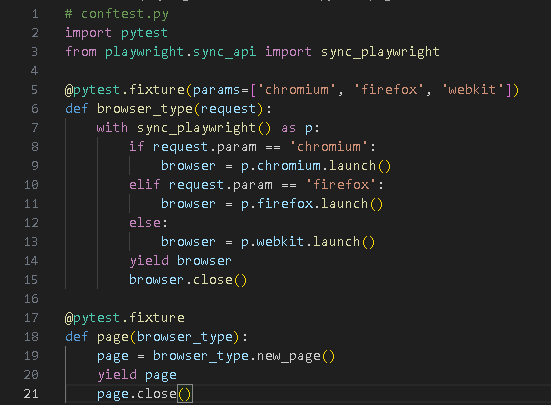 1 # conftest.py
2 import pytest
3 from playwright.sync_api import sync_playwright
4
5 @pytest.fixture(params=['chromium', 'firefox', 'webkit'])
6 def browser_type(request):
7     with sync_playwright() as p:
8         if request.param == 'chromium':
9             browser = p.chromium.launch()
10         elif request.param == 'firefox':
11             browser = p.firefox.launch()
12         else:
13             browser = p.webkit.launch()
14         yield browser
15         browser.close()
16
17 @pytest.fixture
18 def page(browser_type):
19     page = browser_type.new_page()
20     yield page
21     page.close()